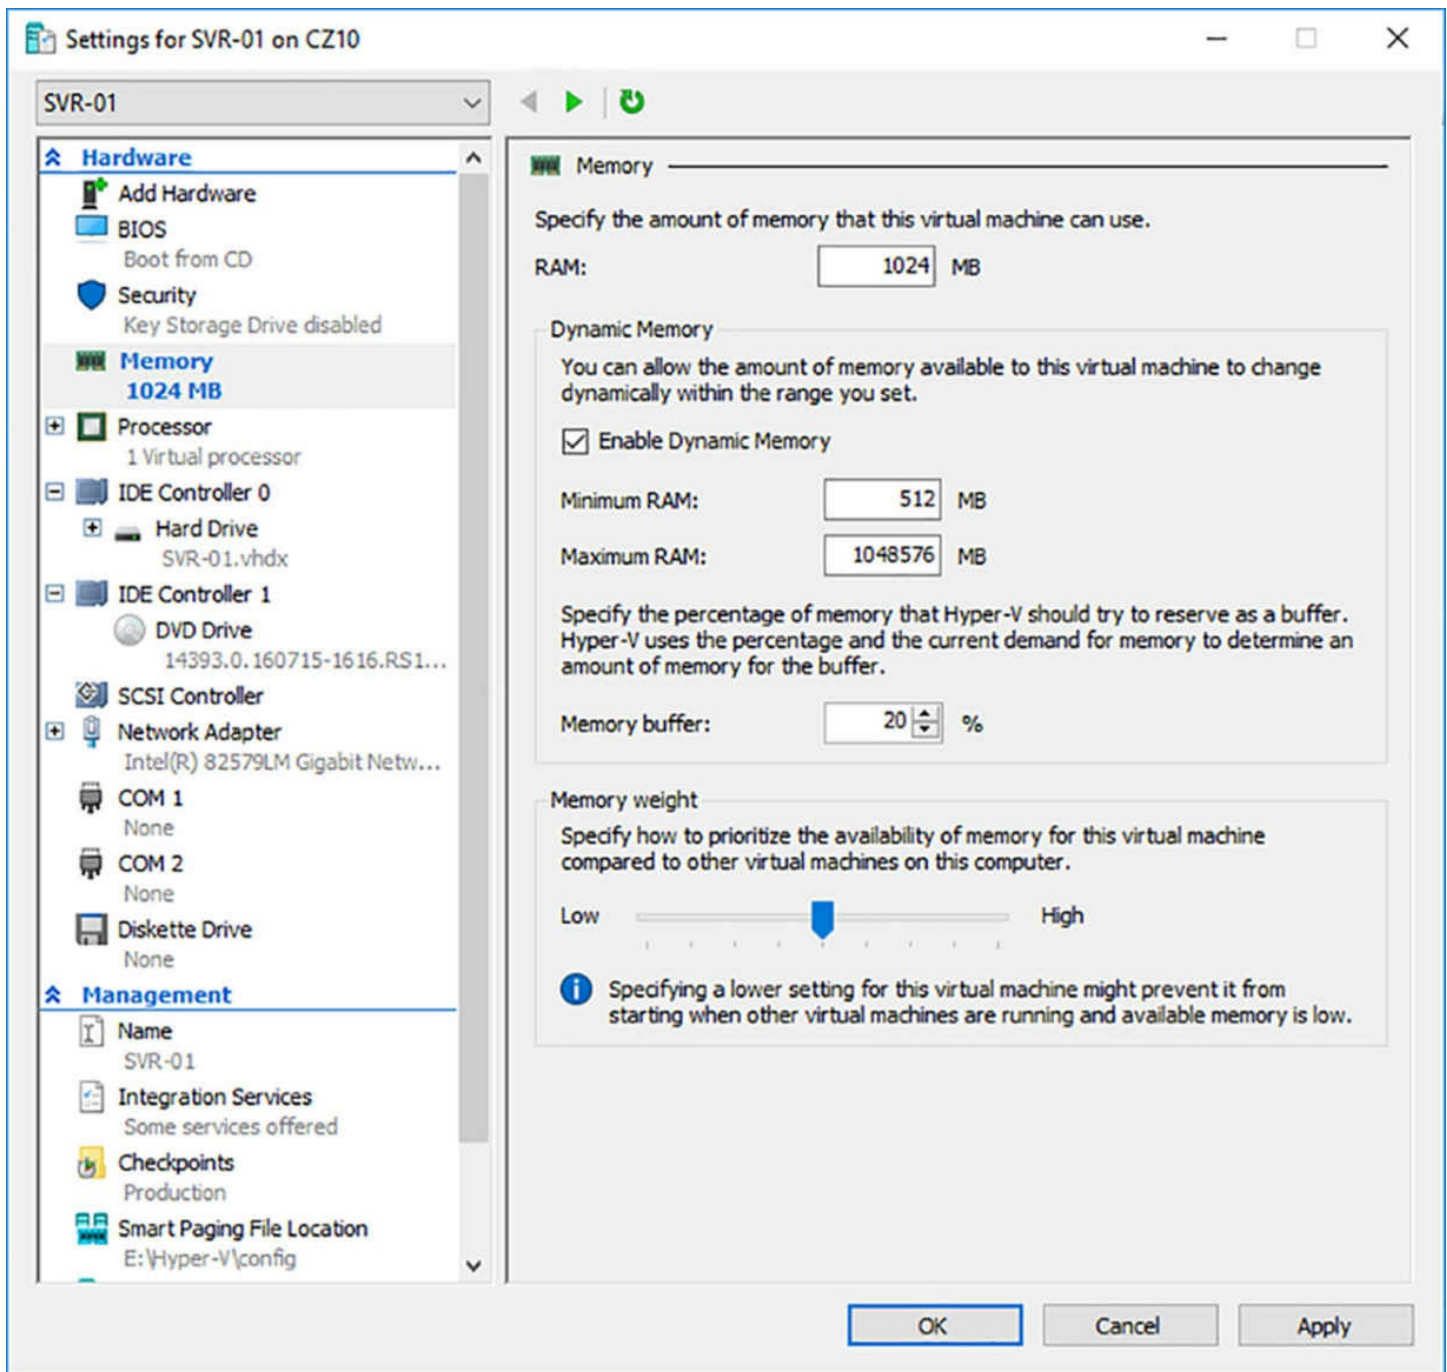 Settings for SVR-01 on CZ10
SVR-01
Hardware
Add Hardware
BIOS
Boot from CD
Security
Key Storage Drive disabled
Memory
1024 MB
Processor
1 Virtual processor
IDE Controller 0
Hard Drive
SVR-01.vhdx
IDE Controller 1
DVD Drive
14393.0.160715-1616.RS1...
SCSI Controller
Network Adapter
Intel(R) 82579LM Gigabit Netw...
COM 1
None
COM 2
None
Diskette Drive
None
Management
Name
SVR-01
Integration Services
Some services offered
Checkpoints
Production
Smart Paging File Location
E:\Hyper-V\config
Memory
Specify the amount of memory that this virtual machine can use.
RAM: 1024 MB
Dynamic Memory
You can allow the amount of memory available to this virtual machine to change
dynamically within the range you set.
Enable Dynamic Memory
Minimum RAM: 512 MB
Maximum RAM: 1048576 MB
Specify the percentage of memory that Hyper-V should try to reserve as a buffer.
Hyper-V uses the percentage and the current demand for memory to determine an
amount of memory for the buffer.
Memory buffer: 20 %
Memory weight
Specify how to prioritize the availability of memory for this virtual machine
compared to other virtual machines on this computer.
Low High
Specifying a lower setting for this virtual machine might prevent it from
starting when other virtual machines are running and available memory is low.
OK Cancel Apply